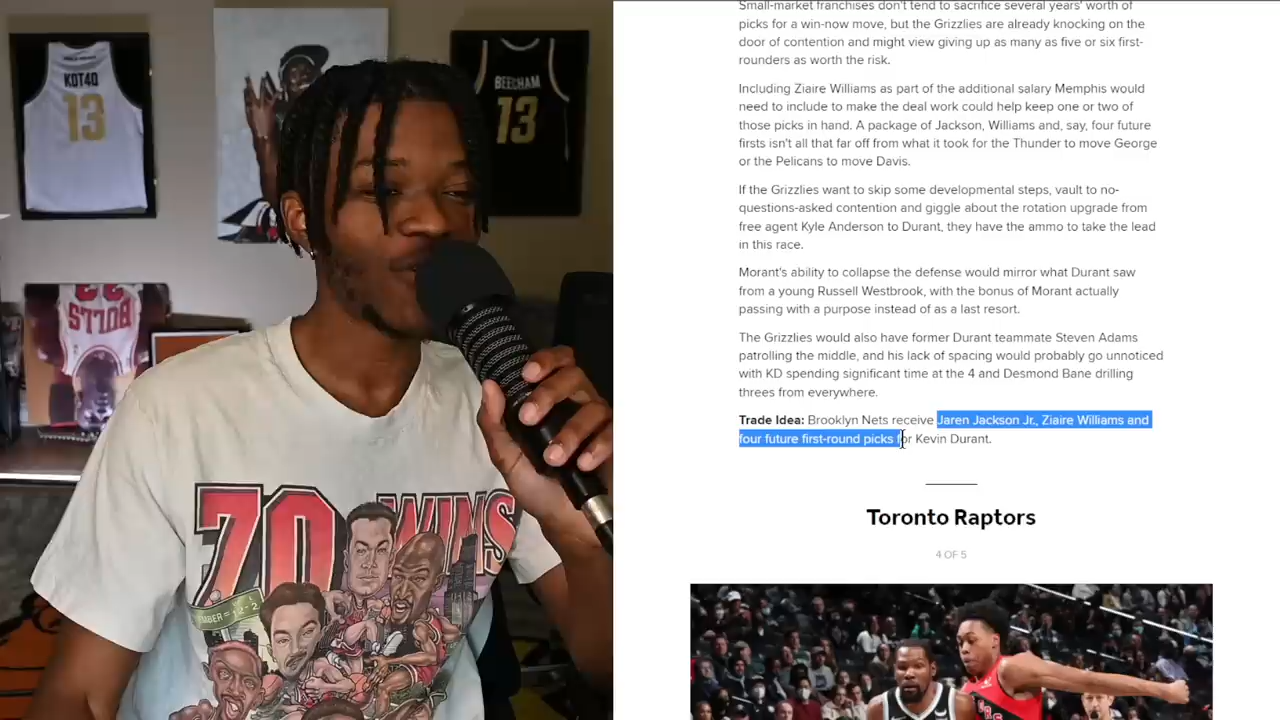 KOT4Q
13
BEECHAM
13
BULLS
23
70 WINS
EMBER = 12-2
Small-market franchises don't tend to sacrifice several years' worth of
picks for a win-now move, but the Grizzlies are already knocking on the
door of contention and might view giving up as many as five or six first-
rounders as worth the risk.
Including Ziaire Williams as part of the additional salary Memphis would
need to include to make the deal work could help keep one or two of
those picks in hand. A package of Jackson, Williams and, say, four future
firsts isn't all that far off from what it took for the Thunder to move George
or the Pelicans to move Davis.
If the Grizzlies want to skip some developmental steps, vault to no-
questions-asked contention and giggle about the rotation upgrade from
free agent Kyle Anderson to Durant, they have the ammo to take the lead
in this race.
Morant's ability to collapse the defense would mirror what Durant saw
from a young Russell Westbrook, with the bonus of Morant actually
passing with a purpose instead of as a last resort.
The Grizzlies would also have former Durant teammate Steven Adams
patrolling the middle, and his lack of spacing would probably go unnoticed
with KD spending significant time at the 4 and Desmond Bane drilling
threes from everywhere.
Trade Idea: Brooklyn Nets receive Jaren Jackson Jr., Ziaire Williams and
four future first-round picks for Kevin Durant.
Toronto Raptors
4 OF 5